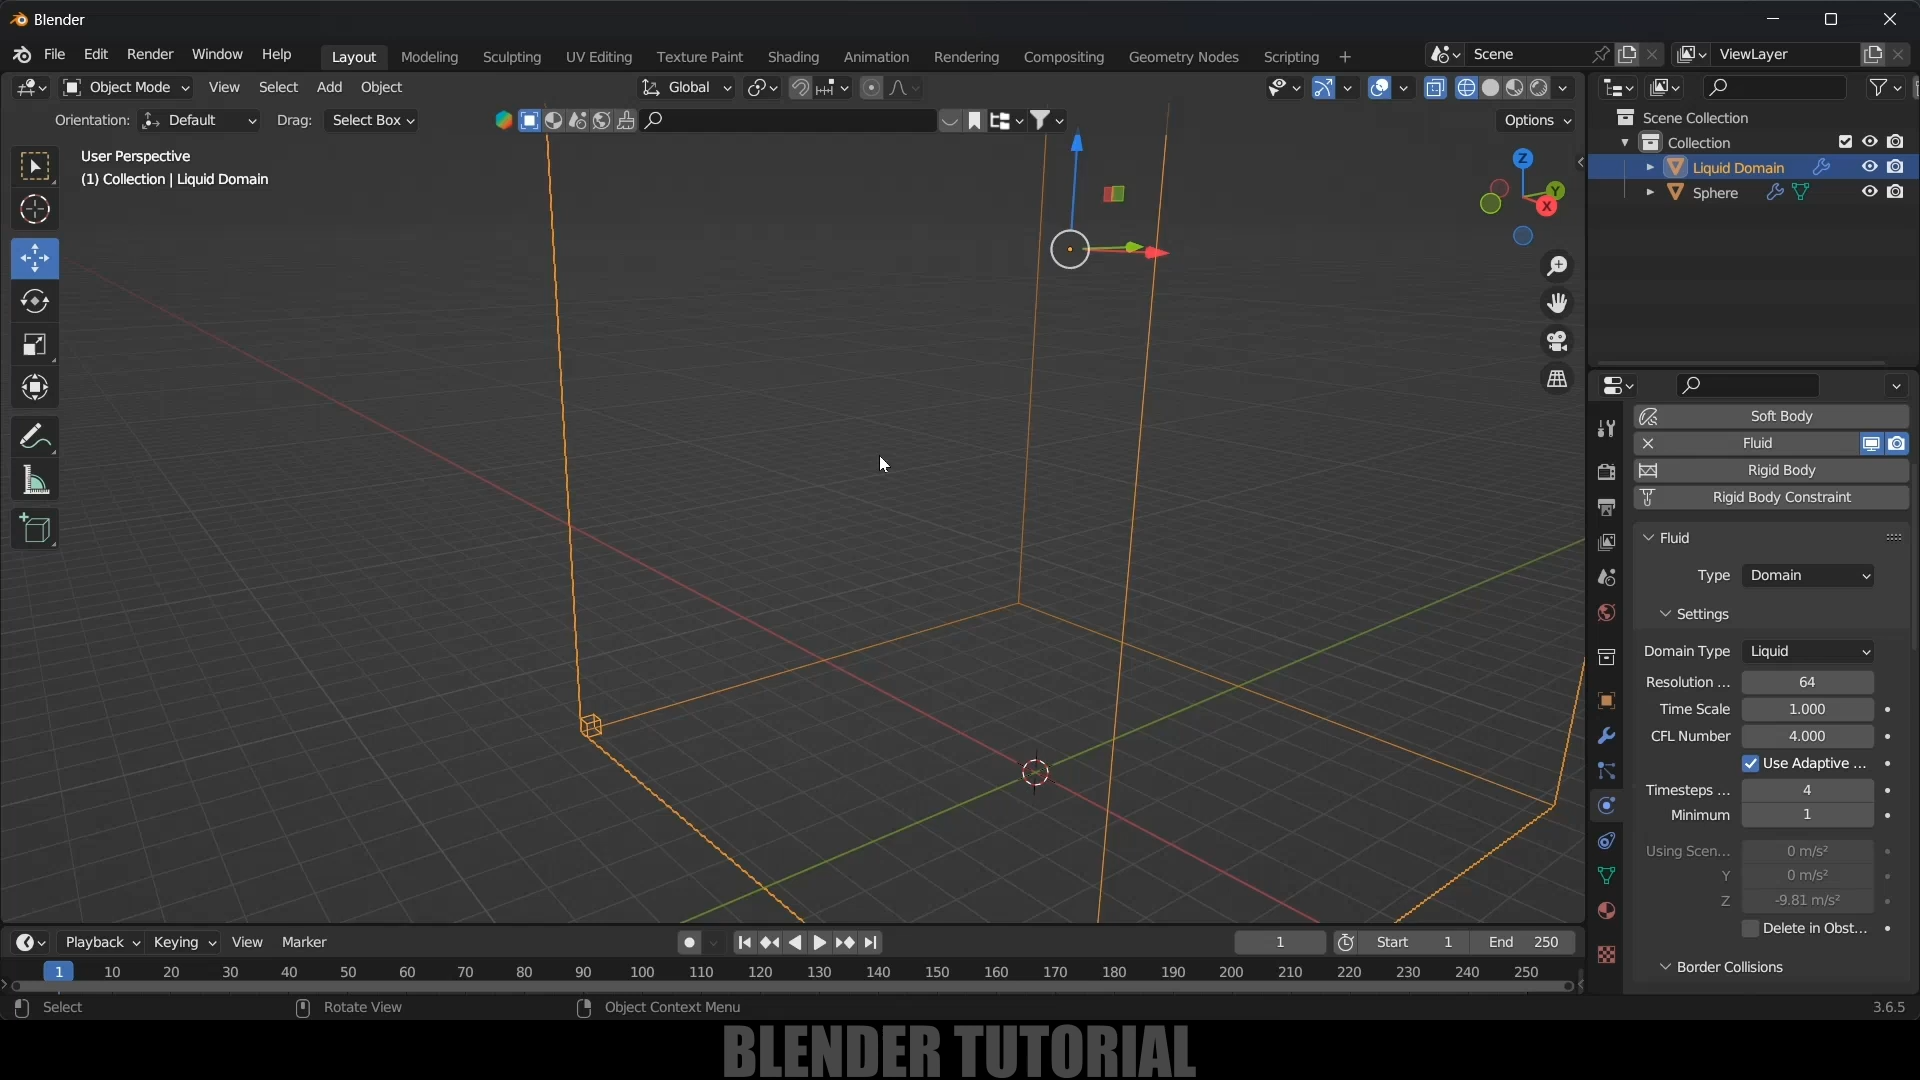 Blender
File Edit Render Window Help Layout Modeling Sculpting UV Editing Texture Paint Shading Animation Rendering Compositing Geometry Nodes Scripting + Scene ViewLayer
Object Mode View Select Add Object Global
Orientation: Default Drag: Select Box Options
User Perspective
(1) Collection | Liquid Domain
Z
Y
X
Scene Collection
Collection
Liquid Domain
Sphere
Soft Body
Fluid
Rigid Body
Rigid Body Constraint
Fluid
Type Domain
Settings
Domain Type Liquid
Resolution ... 64
Time Scale 1.000
CFL Number 4.000
Use Adaptive ...
Timesteps ... 4
Minimum 1
Using Scen... 0 m/s²
Y 0 m/s²
Z -9.81 m/s²
Delete in Obst...
Border Collisions
Playback Keying View Marker 1 Start 1 End 250
1 10 20 30 40 50 60 70 80 90 100 110 120 130 140 150 160 170 180 190 200 210 220 230 240 250
Select Rotate View Object Context Menu 3.6.5
BLENDER TUTORIAL